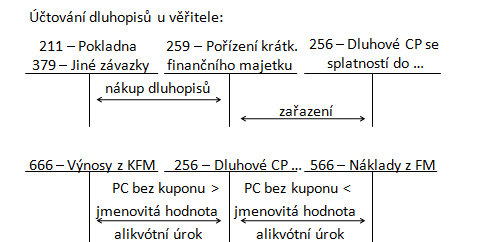 Účtování dluhopisů u věřitele:
211 – Pokladna 259 – Pořízení krátk. 256 – Dluhové CP se
379 – Jiné závazky finančního majetku splatností do ...
nákup dluhopisů
zařazení
666 – Výnosy z KFM 256 – Dluhové CP ... 566 – Náklady z FM
PC bez kuponu > PC bez kuponu <
jmenovitá hodnota jmenovitá hodnota
alikvótní úrok alikvótní úrok